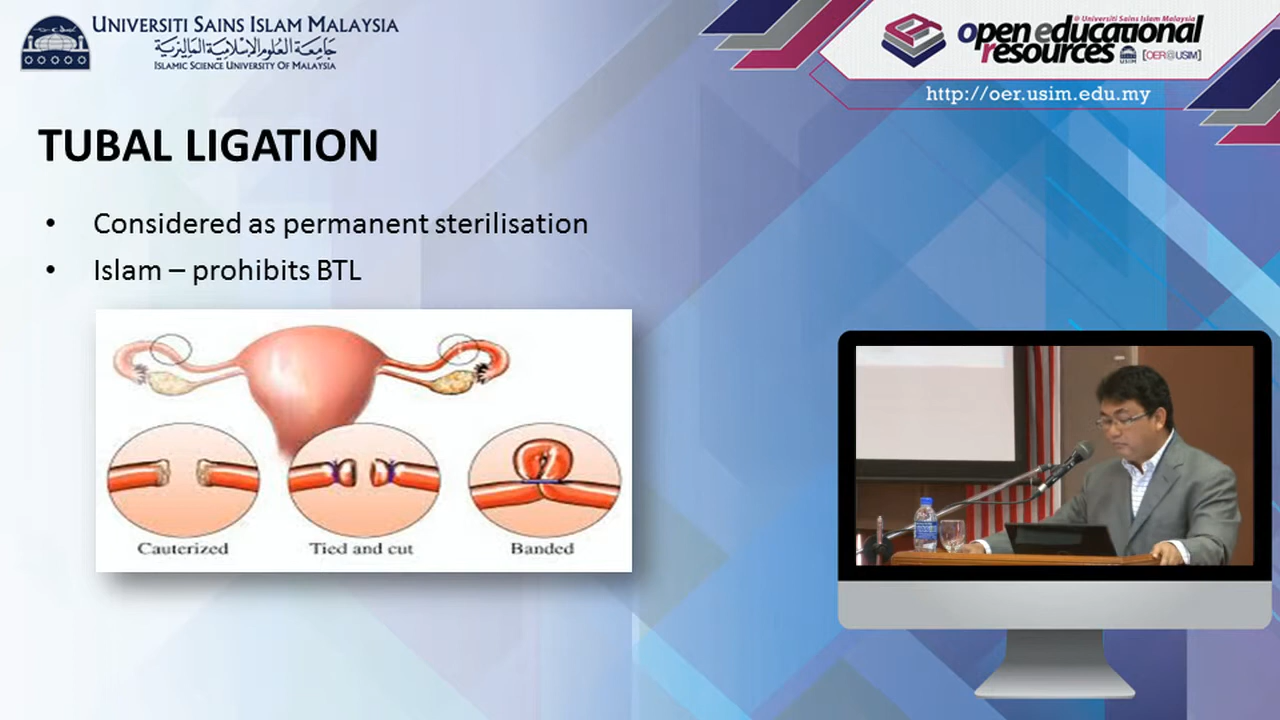 UNIVERSITI SAINS ISLAM MALAYSIA
جامعة العلوم الإسلامية الماليزية
ISLAMIC SCIENCE UNIVERSITY OF MALAYSIA
@ Universiti Sains Islam Malaysia
open educational
resources
USIM
[OER@USIM]
http://oer.usim.edu.my
TUBAL LIGATION
• Considered as permanent sterilisation
• Islam – prohibits BTL
Cauterized
Tied and cut
Banded